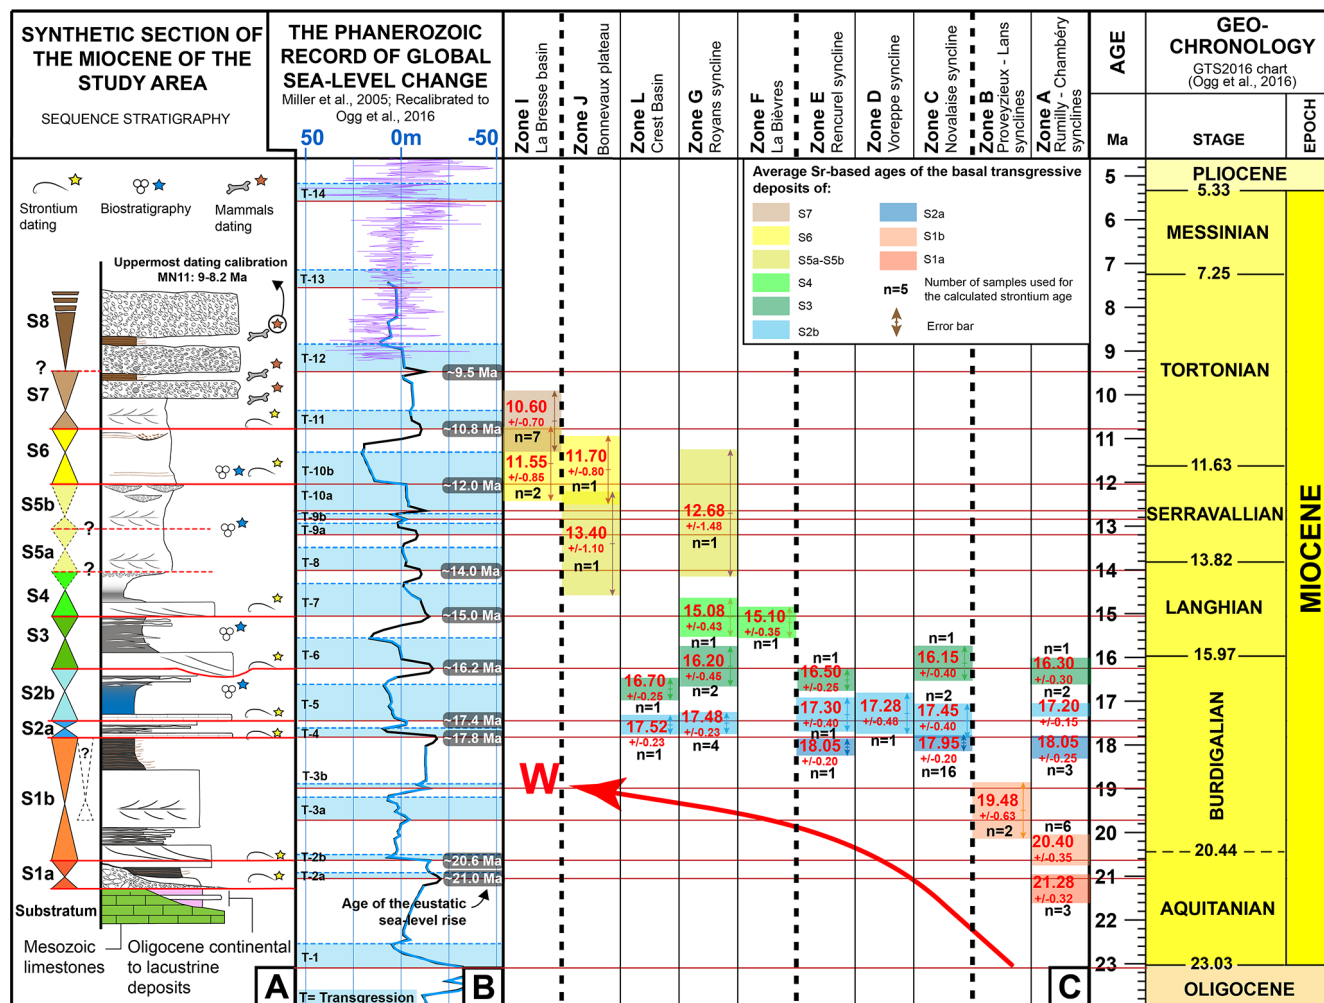 SYNTHETIC SECTION OF
THE MIOCENE OF THE
STUDY AREA
SEQUENCE STRATIGRAPHY
THE PHANEROZOIC
RECORD OF GLOBAL
SEA-LEVEL CHANGE
Miller et al., 2005; Recalibrated to
Ogg et al., 2016
50 0m -50
Zone I
La Bresse basin
Zone J
Bonnevaux plateau
Zone L
Crest Basin
Zone G
Royans syncline
Zone F
La Bièvres
Zone E
Rencurel syncline
Zone D
Voreppe syncline
Zone C
Novalaise syncline
Zone B
Proveyzieux - Lans
synclines
Zone A
Rumilly - Chambéry
synclines
AGE
Ma
GEO-
CHRONOLOGY
GTS2016 chart
(Ogg et al., 2016)
STAGE
EPOCH
Strontium
dating
Biostratigraphy
Mammals
dating
Uppermost dating calibration
MN11: 9-8.2 Ma
S8
?
S7
S6
S5b
?
S5a
?
S4
S3
S2b
S2a
?
S1b
S1a
Substratum
Mesozoic
limestones
Oligocene continental
to lacustrine
deposits
A
T-14
T-13
T-12
~9.5 Ma
T-11
~10.8 Ma
T-10b
~12.0 Ma
T-10a
T-9b
T-9a
T-8
~14.0 Ma
T-7
~15.0 Ma
T-6
~16.2 Ma
T-5
~17.4 Ma
T-4
~17.8 Ma
T-3b
T-3a
T-2b
~20.6 Ma
T-2a
~21.0 Ma
Age of the eustatic
sea-level rise
T-1
T= Transgression
B
Average Sr-based ages of the basal transgressive
deposits of:
S7
S6
S5a-S5b
S4
S3
S2b
S2a
S1b
S1a
n=5
Number of samples used for
the calculated strontium age
Error bar
10.60
+/-0.70
n=7
11.55
+/-0.85
n=2
11.70
+/-0.80
n=1
13.40
+/-1.10
n=1
16.70
+/-0.25
n=1
17.52
+/-0.23
n=1
12.68
+/-1.48
n=1
15.08
+/-0.43
n=1
16.20
+/-0.45
n=2
17.48
+/-0.23
n=4
15.10
+/-0.35
n=1
n=1
16.50
+/-0.25
17.30
+/-0.40
n=1
18.05
+/-0.20
n=1
17.28
+/-0.48
n=1
n=1
16.15
+/-0.40
n=2
17.45
+/-0.40
17.95
+/-0.20
n=16
19.48
+/-0.63
n=2
n=1
16.30
+/-0.30
n=2
17.20
+/-0.15
18.05
+/-0.25
n=3
n=6
20.40
+/-0.35
21.28
+/-0.32
n=3
W
C
5
6
7
8
9
10
11
12
13
14
15
16
17
18
19
20
21
22
23
PLIOCENE
5.33
MESSINIAN
7.25
TORTONIAN
11.63
SERRAVALLIAN
13.82
LANGHIAN
15.97
BURDIGALIAN
20.44
AQUITANIAN
23.03
OLIGOCENE
MIOCENE